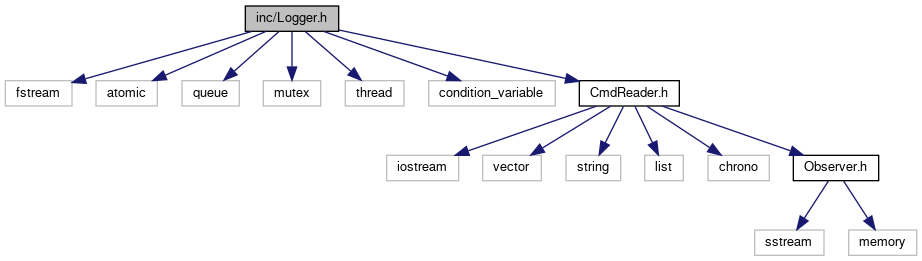 inc/Logger.h
fstream
atomic
queue
mutex
thread
condition_variable
CmdReader.h
iostream
vector
string
list
chrono
Observer.h
sstream
memory